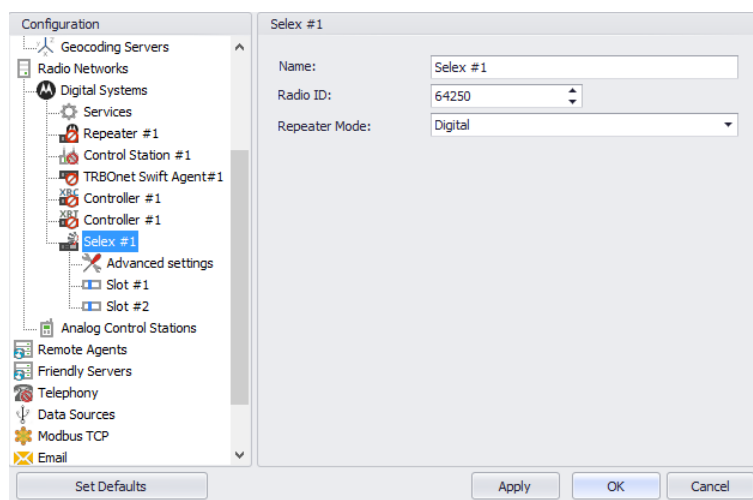 Configuration
Geocoding Servers
Radio Networks
Digital Systems
Services
Repeater #1
Control Station #1
TRBOnet Swift Agent#1
XRC Controller #1
XRT Controller #1
Selex #1
Advanced settings
Slot #1
Slot #2
Analog Control Stations
Remote Agents
Friendly Servers
Telephony
Data Sources
Modbus TCP
Email
Set Defaults
Selex #1
Name: Selex #1
Radio ID: 64250
Repeater Mode: Digital
Apply OK Cancel